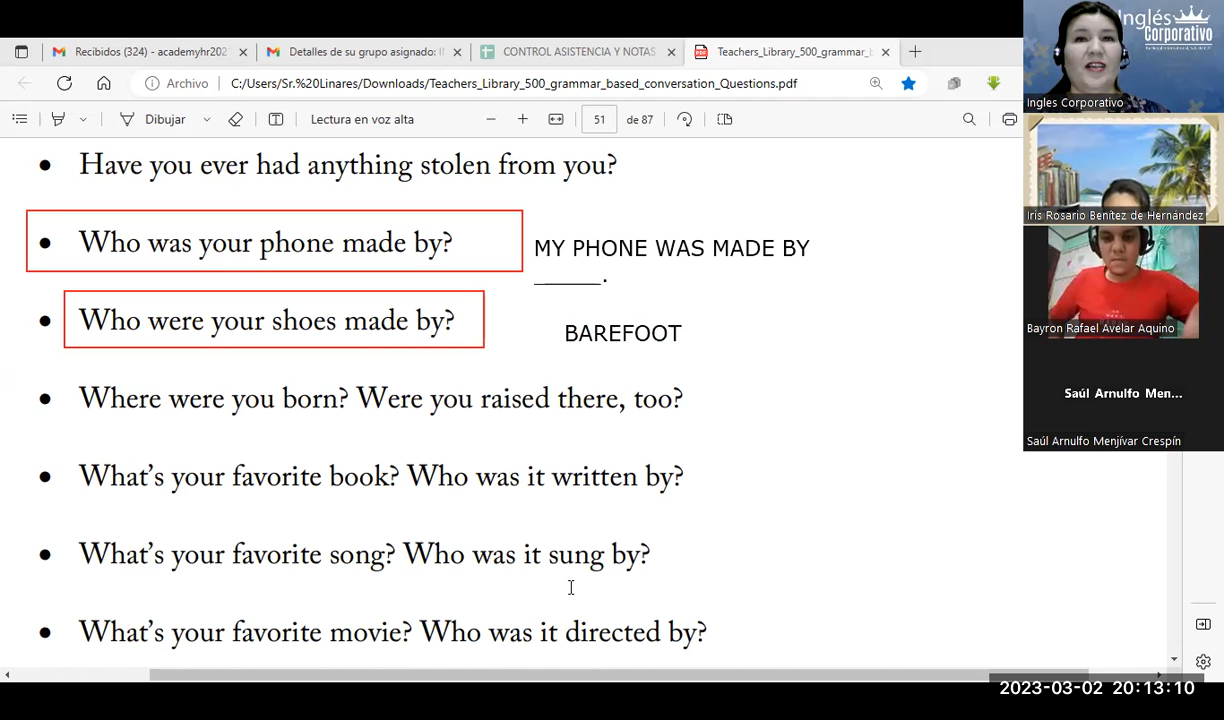 Recibidos (324) - academyhr202
Detalles de su grupo asignado: II
CONTROL ASISTENCIA Y NOTAS
Teachers_Library_500_grammar_b
Archivo
C:/Users/Sr.%20Linares/Downloads/Teachers_Library_500_grammar_based_conversation_Questions.pdf
Dibujar
Lectura en voz alta
51
de 87
• Have you ever had anything stolen from you?
• Who was your phone made by?
MY PHONE WAS MADE BY
______.
• Who were your shoes made by?
BAREFOOT
• Where were you born? Were you raised there, too?
• What's your favorite book? Who was it written by?
• What's your favorite song? Who was it sung by?
• What's your favorite movie? Who was it directed by?
Inglés
Corporativo
Ingles Corporativo
Iris Rosario Benítez de Hernández
Bayron Rafael Avelar Aquino
Saúl Arnulfo Men...
Saúl Arnulfo Menjívar Crespín
2023-03-02 20:13:10